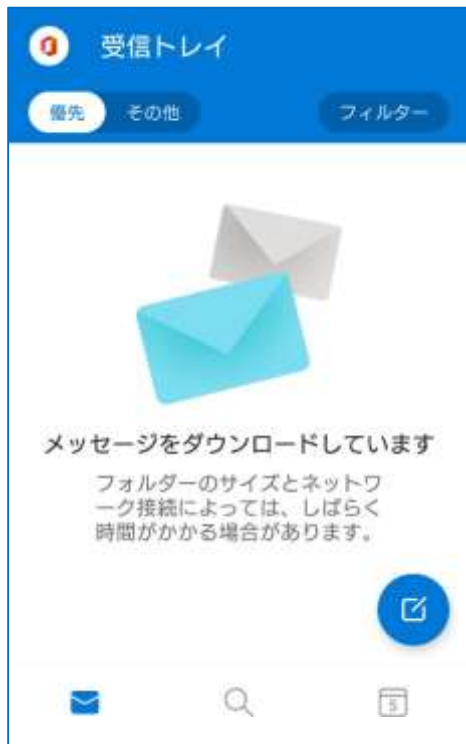 受信トレイ
優先 その他 フィルター
メッセージをダウンロードしています
フォルダーのサイズとネットワ
ーク接続によっては、しばらく
時間がかかる場合があります。
5